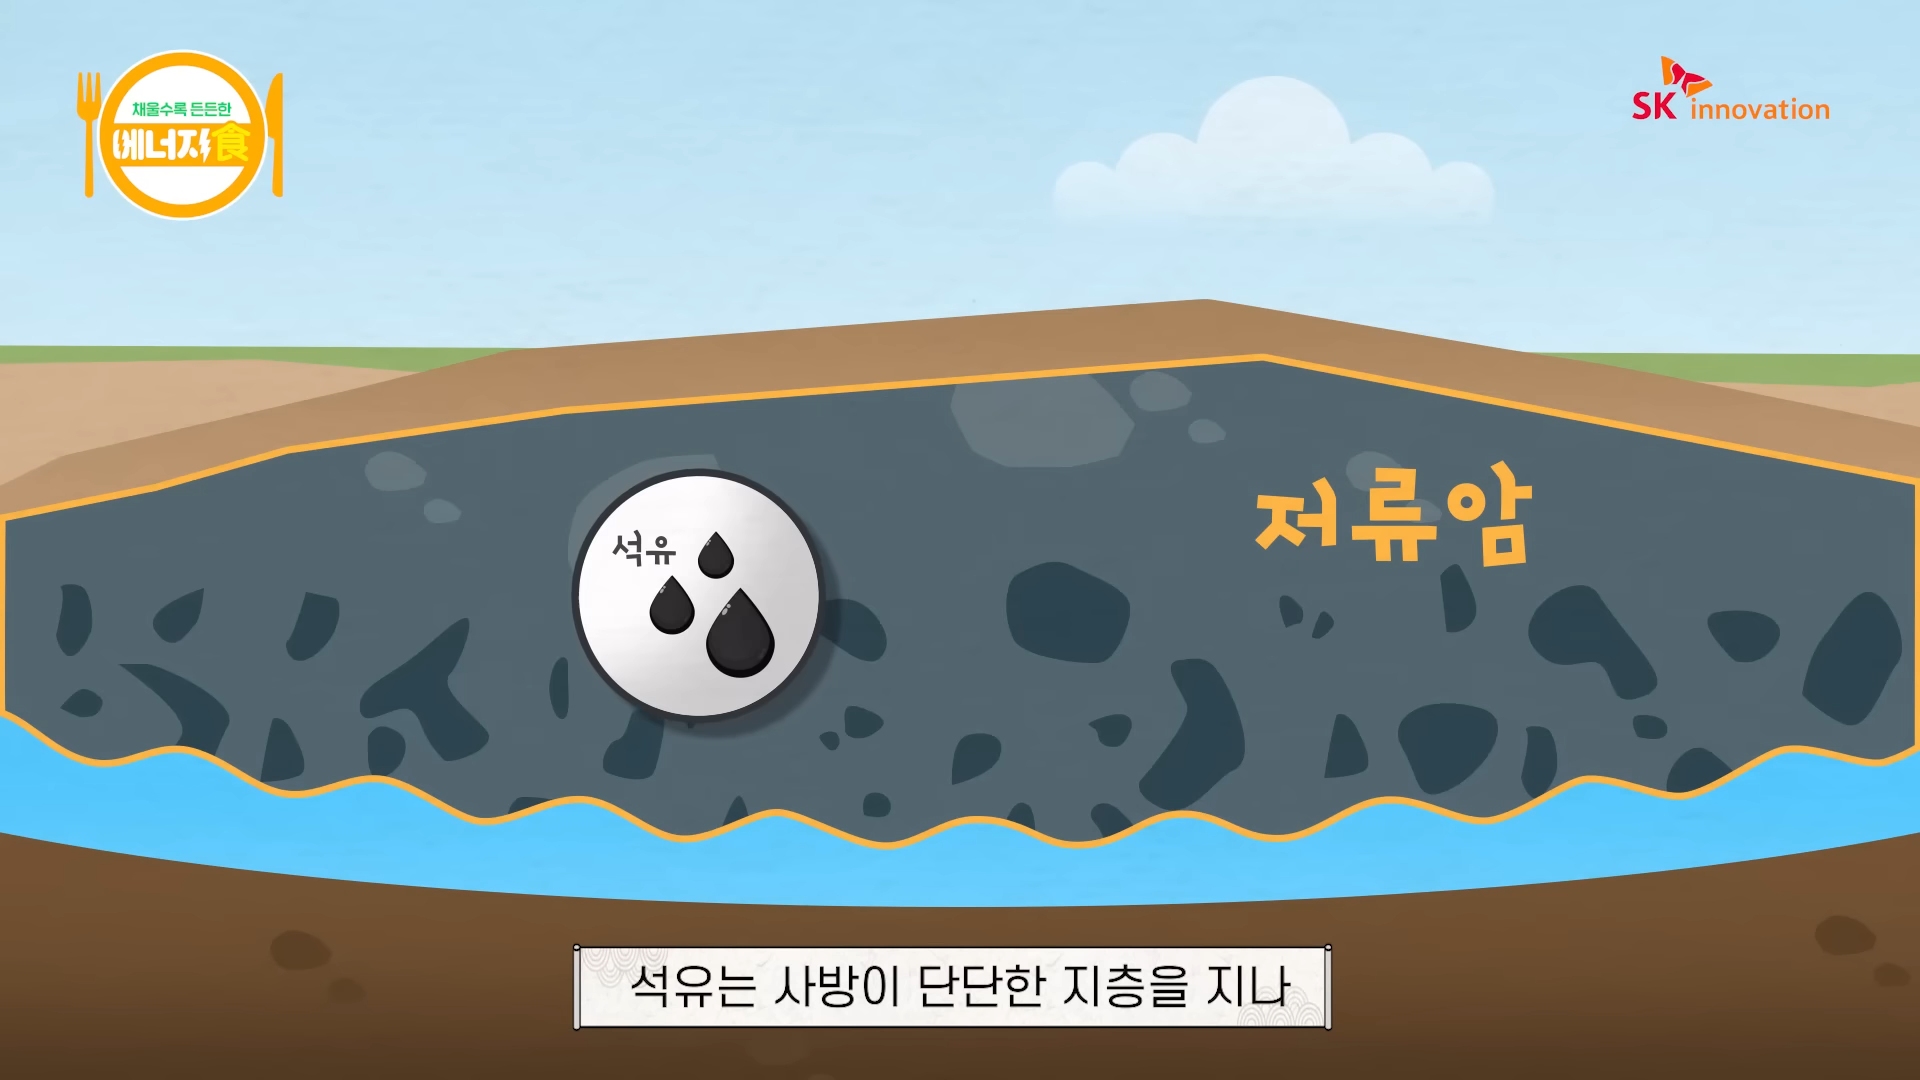 채울수록 든든한
에너지食
SK innovation
저류암
석유
석유는 사방이 단단한 지층을 지나